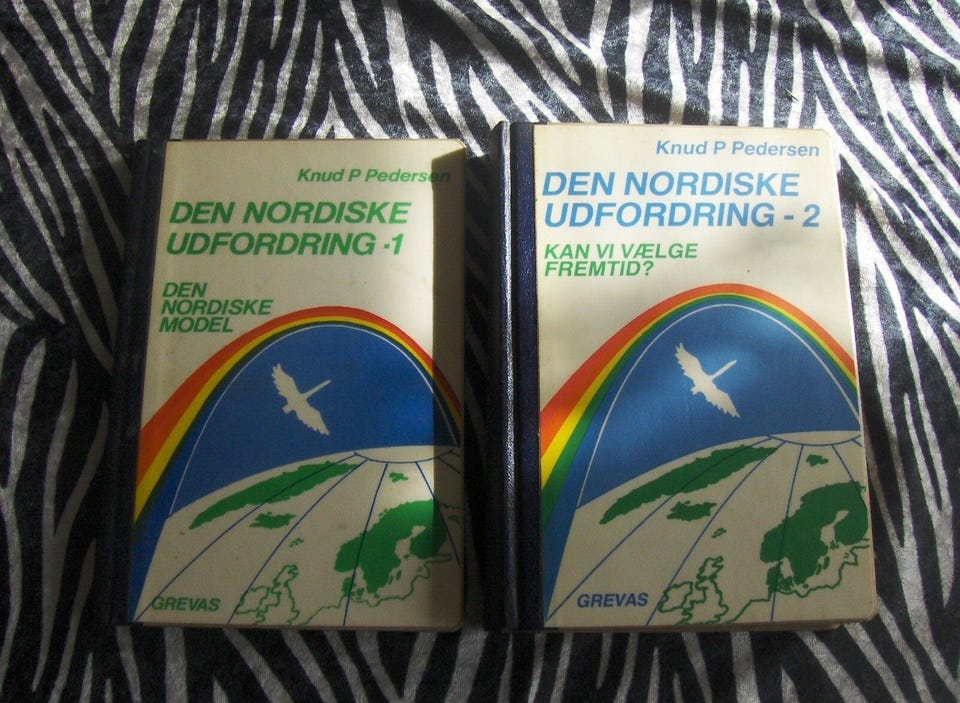 Knud P Pedersen
DEN NORDISKE
UDFORDRING -1
DEN
NORDISKE
MODEL
GREVAS
Knud P Pedersen
DEN NORDISKE
UDFORDRING - 2
KAN VI VÆLGE
FREMTID?
GREVAS